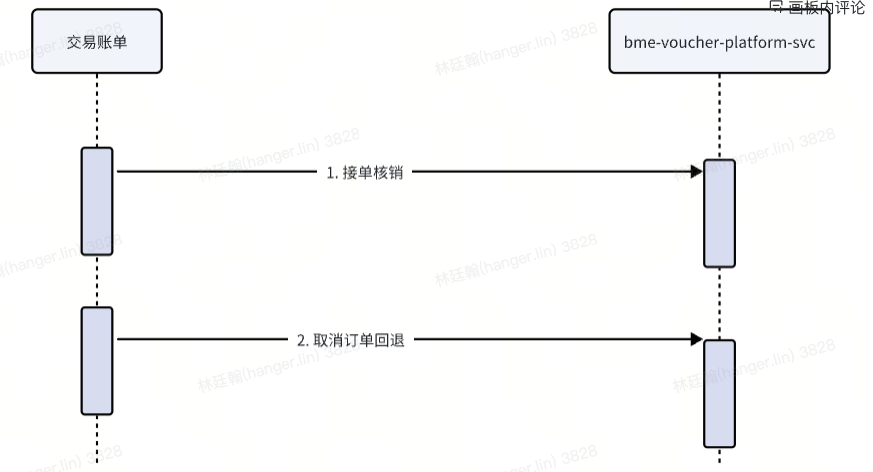 画板内评论
交易账单
bme-voucher-platform-svc
林廷翰(hanger.lin) 3828
1. 接单核销
林廷翰(hanger.lin) 3828
林廷翰(hanger.lin) 3828
(hanger.lin) 3828
林廷翰(hanger.lin) 3828
2. 取消订单回退
林廷翰(hanger.lin) 3828
林廷翰(hanger.lin) 3828